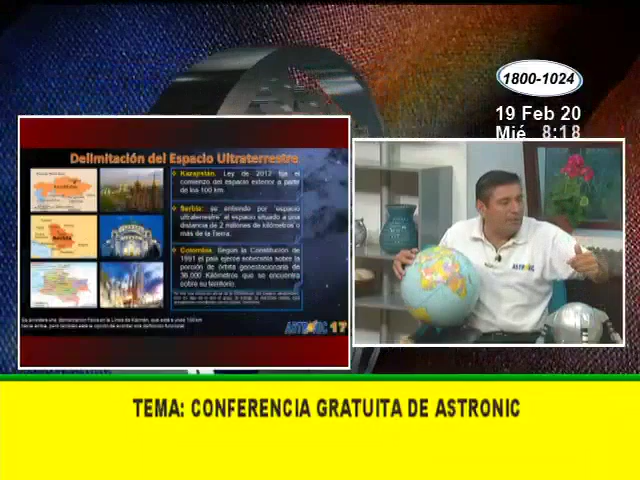 1800-1024
19 Feb 20
Mié 8:18
Delimitación del Espacio Ultraterrestre
Kazajstán. Ley de 2012 fija el
comienzo del espacio exterior a partir
de los 100 km.
Serbia: se entiende por "espacio
ultraterrestre" el espacio situado a una
distancia de 2 millones de kilómetros o
más de la Tierra.
Colombia. Según la Constitución de
1991 el país ejerce soberanía sobre la
porción de órbita geoestacionaria de
36.000 Kilómetros que se encuentra
sobre su territorio.
ASTRONIC 17
ASTRONIC
TEMA: CONFERENCIA GRATUITA DE ASTRONIC